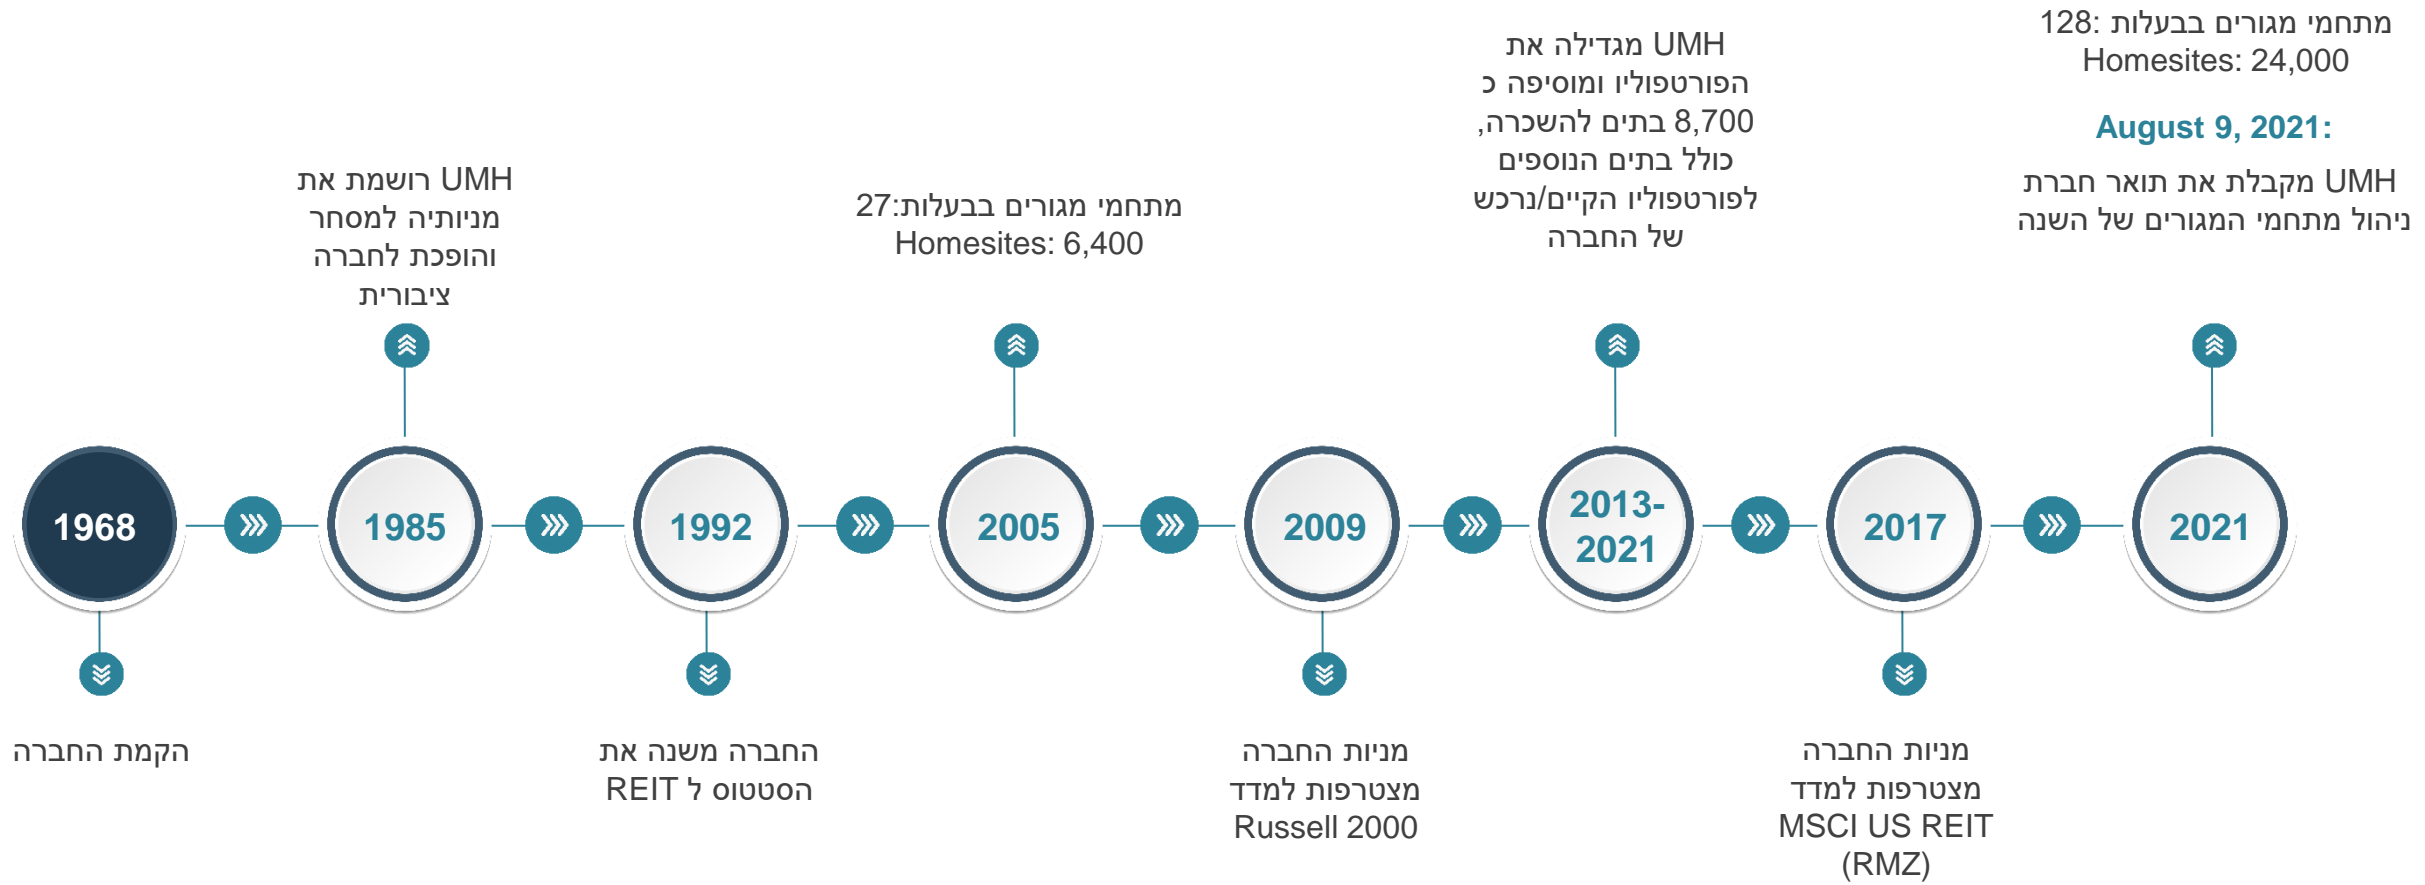 1968
הקמת החברה
1985
UMH רושמת את
מניותיה למסחר
והופכת לחברה
ציבורית
1992
החברה משנה את
הסטטוס ל REIT
2005
מתחמי מגורים בבעלות:27
Homesites: 6,400
2009
מניות החברה
מצטרפות למדד
Russell 2000
2013-
2021
UMH מגדילה את
הפורטפוליו ומוסיפה כ
8,700 בתים להשכרה,
כולל בתים הנוספים
לפורטפוליו הקיים/נרכש
של החברה
2017
מניות החברה
מצטרפות למדד
MSCI US REIT
(RMZ)
2021
מתחמי מגורים בבעלות :128
Homesites: 24,000
August 9, 2021:
UMH מקבלת את תואר חברת
ניהול מתחמי המגורים של השנה